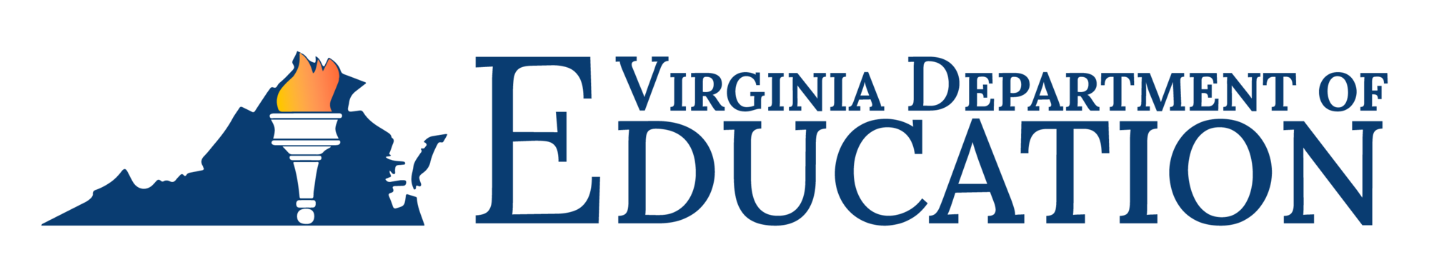 VIRGINIA DEPARTMENT OF
EDUCATION